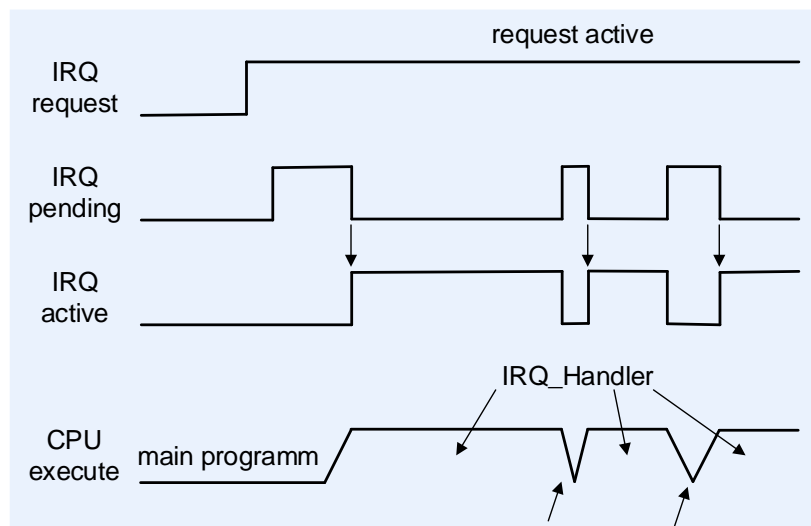 request active
IRQ
request
IRQ
pending
IRQ
active
IRQ_Handler
CPU
execute
main programm